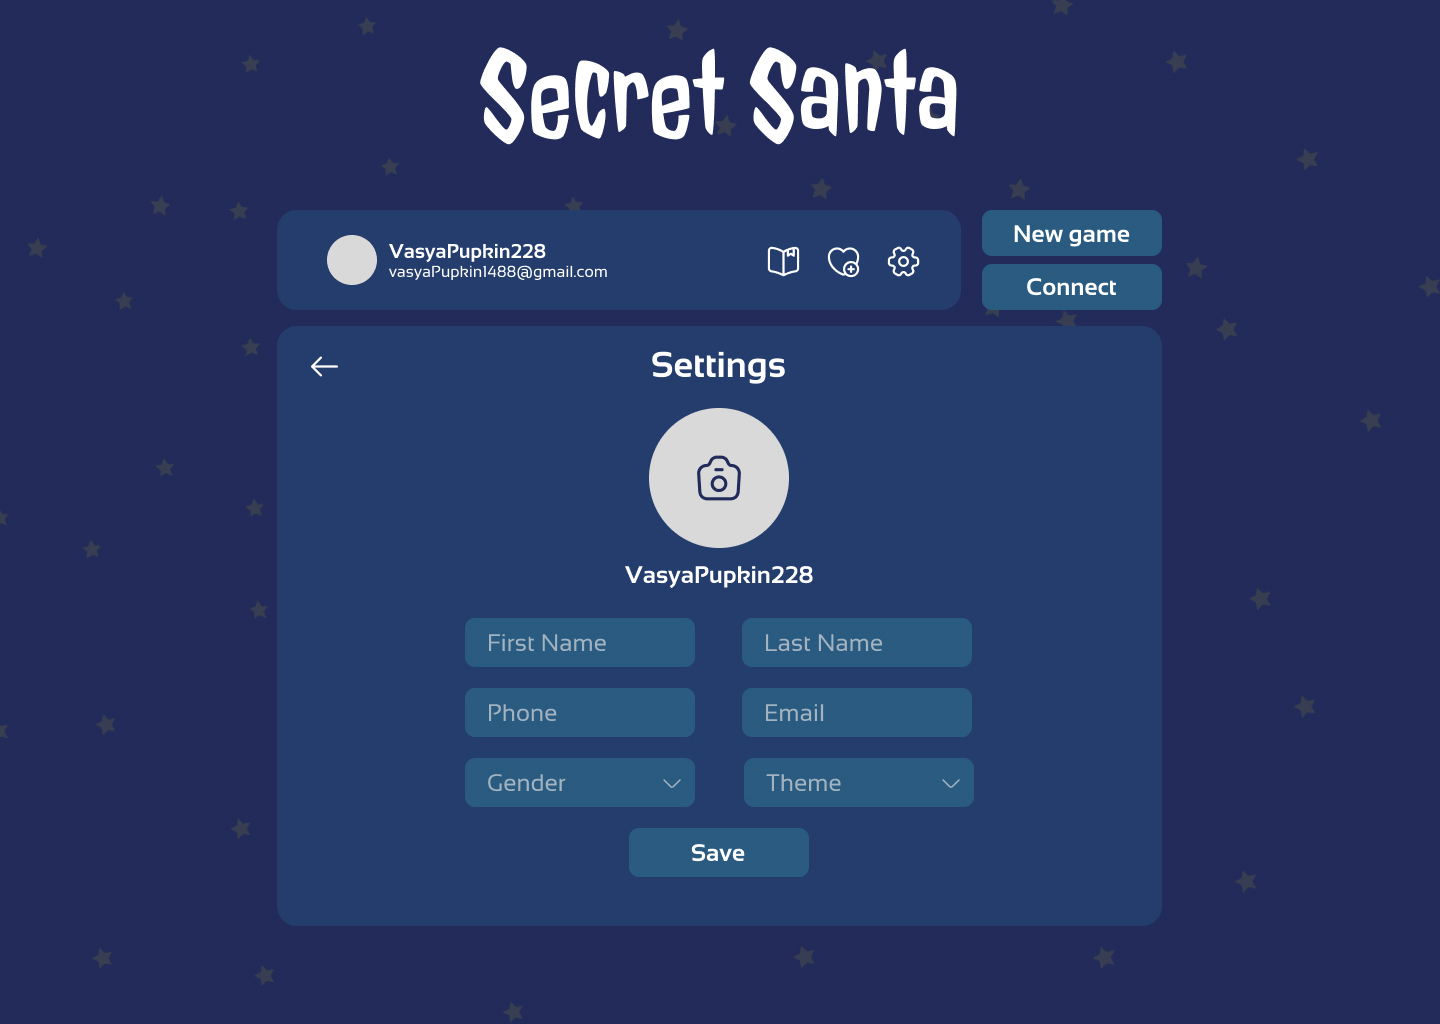 Secret Santa
VasyaPupkin228
vasyaPupkin1488@gmail.com
New game
Connect
Settings
VasyaPupkin228
First Name
Last Name
Phone
Email
Gender
Theme
Save